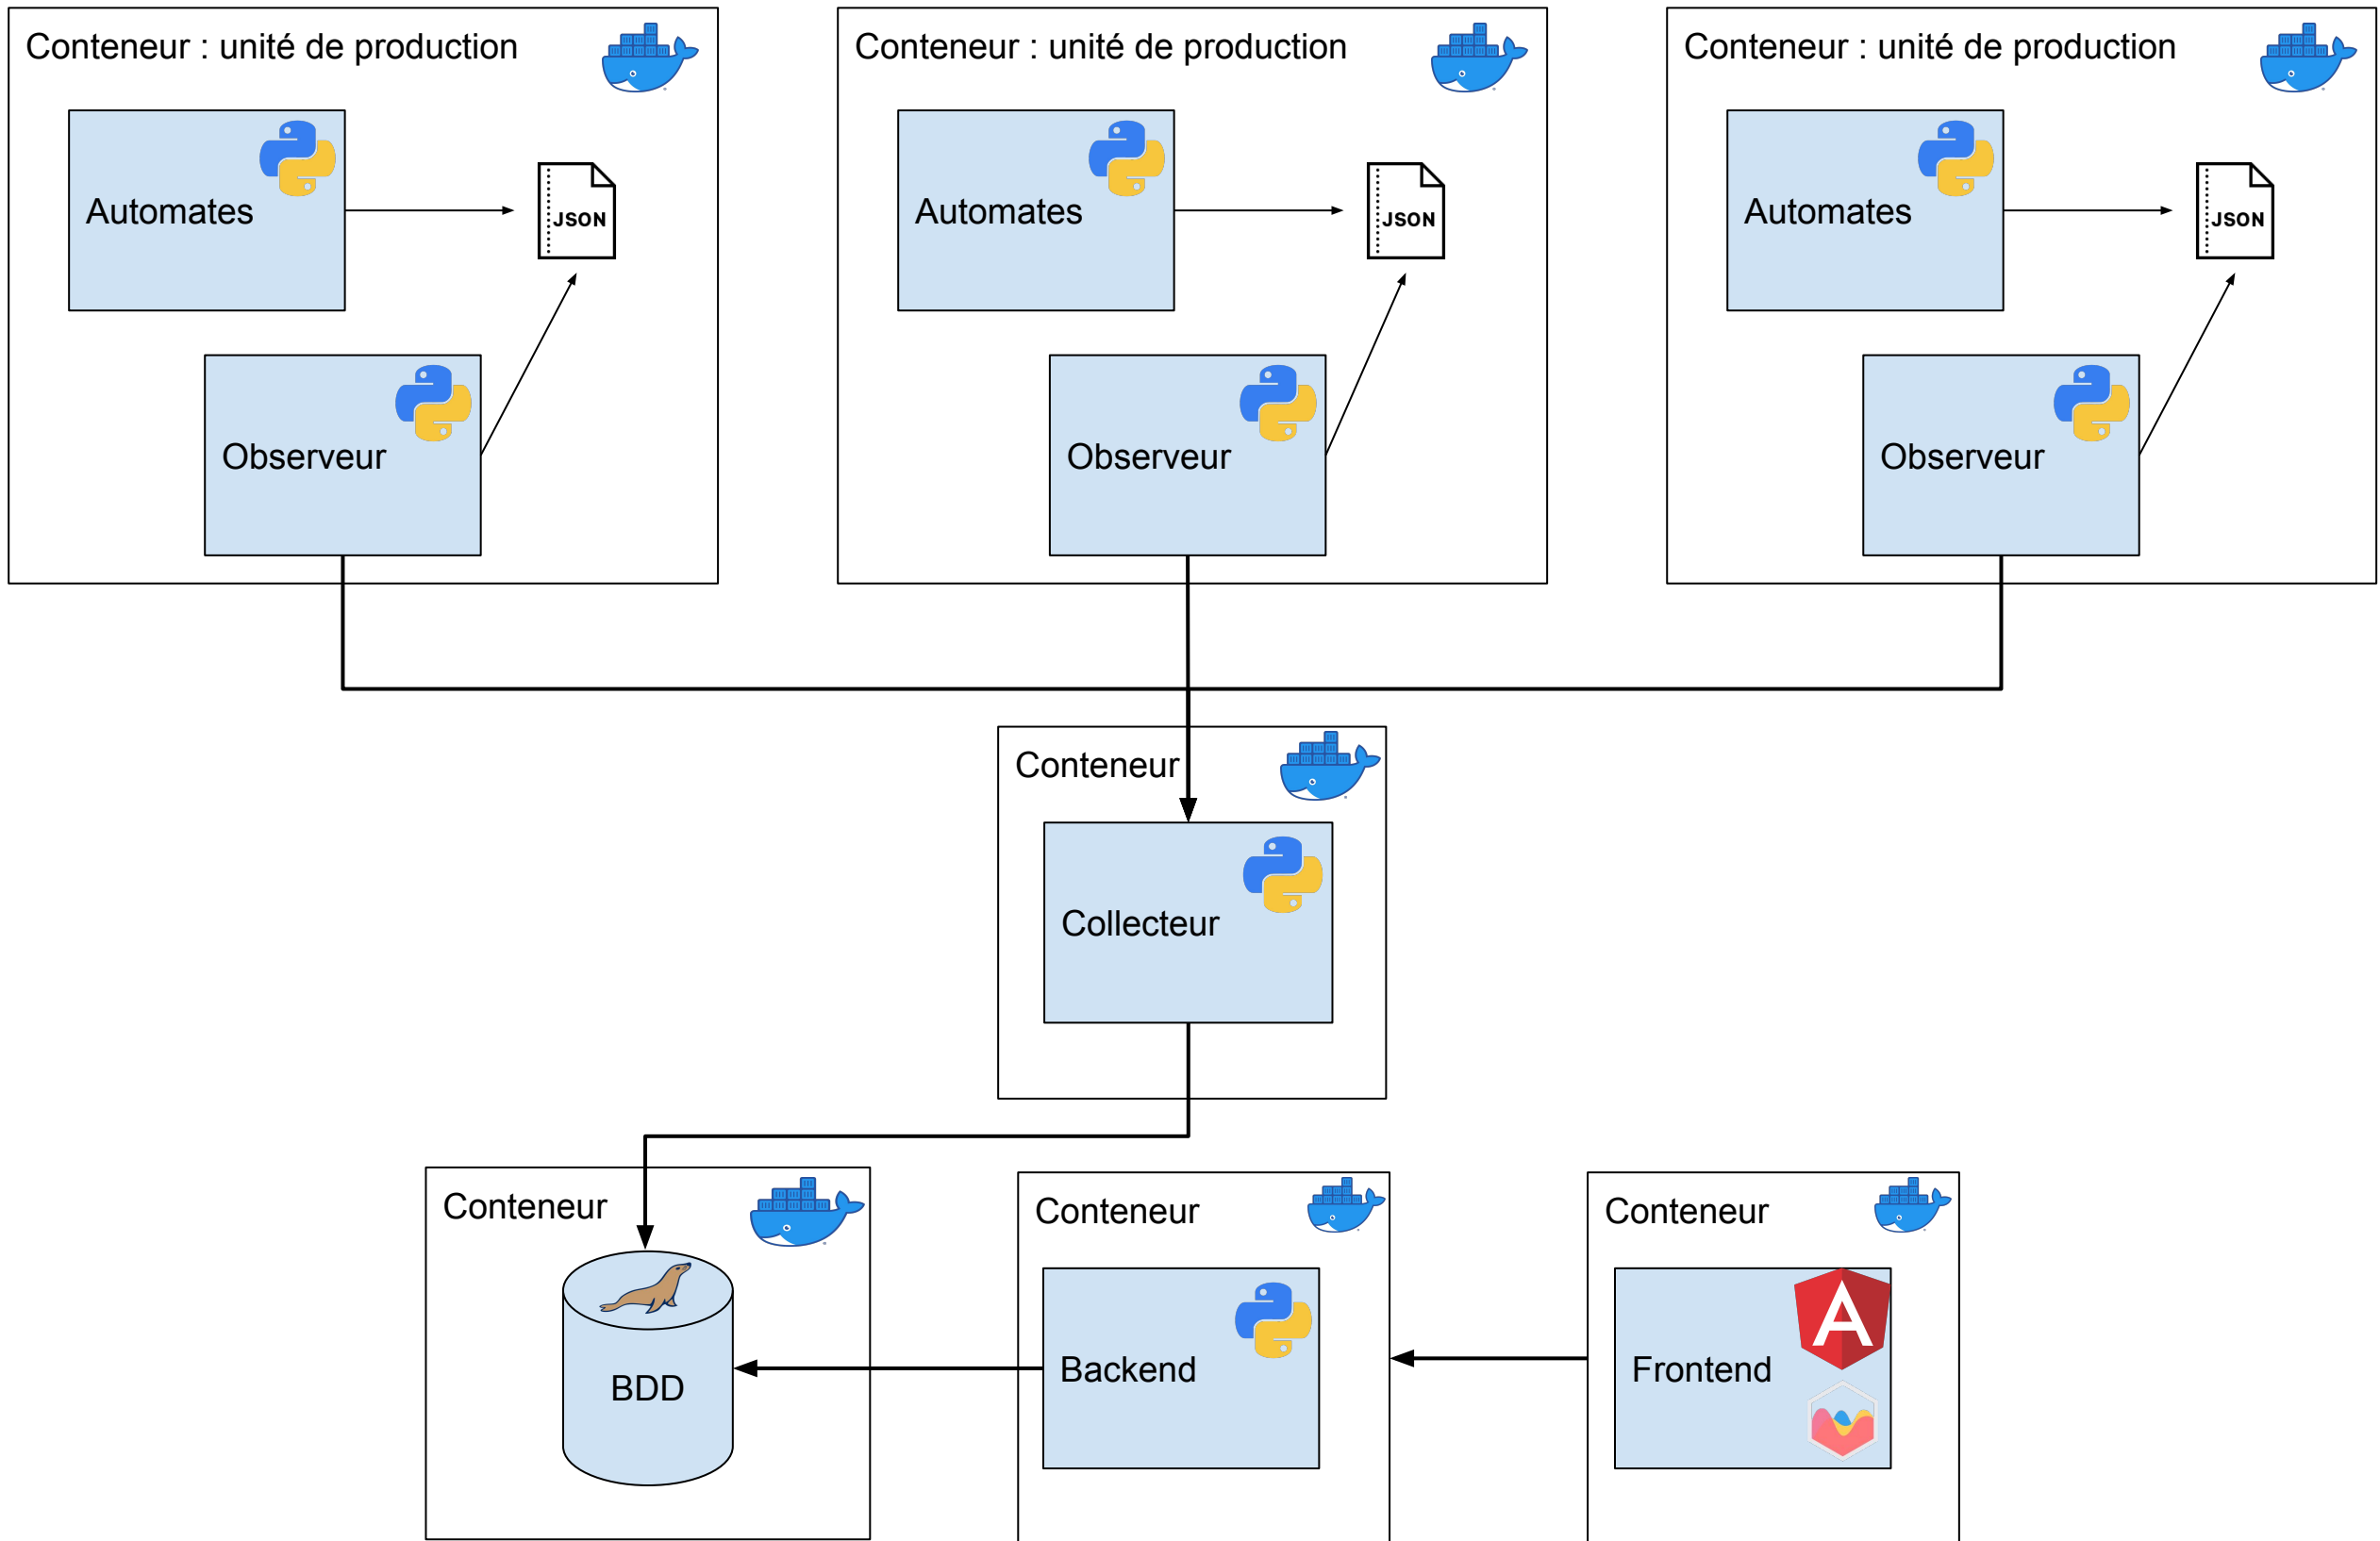 Conteneur : unité de production
Automates
JSON
Observeur
Conteneur : unité de production
Automates
JSON
Observeur
Conteneur : unité de production
Automates
JSON
Observeur
Conteneur
Collecteur
Conteneur
BDD
Conteneur
Backend
Conteneur
Frontend